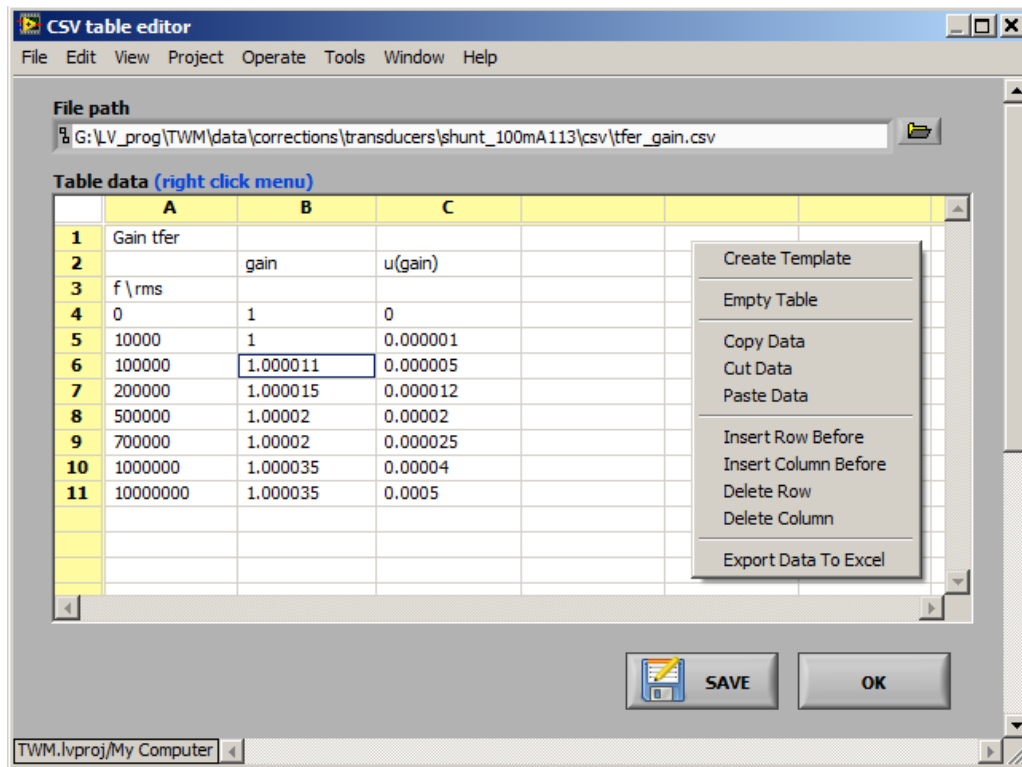 CSV table editor
File Edit View Project Operate Tools Window Help
File path
G:\LV_prog\TWM\data\corrections\transducers\shunt_100mA113\csv\tfer_gain.csv
Table data (right click menu)
A B C
1 Gain tfer
2 gain u(gain)
3 f \ rms
4 0 1 0
5 10000 1 0.000001
6 100000 1.000011 0.000005
7 200000 1.000015 0.000012
8 500000 1.00002 0.00002
9 700000 1.00002 0.000025
10 1000000 1.000035 0.00004
11 10000000 1.000035 0.0005
Create Template
Empty Table
Copy Data
Cut Data
Paste Data
Insert Row Before
Insert Column Before
Delete Row
Delete Column
Export Data To Excel
SAVE OK
TWM.lvproj/My Computer